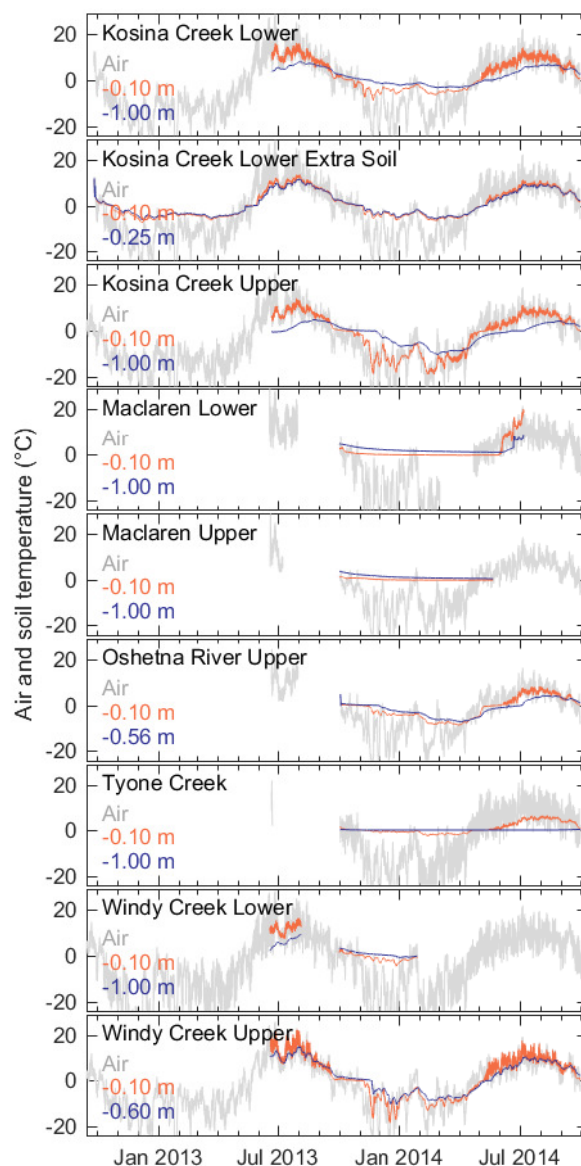 Air and soil temperature (°C)
Kosina Creek Lower
Air
-0.10 m
-1.00 m
20
0
-20
Kosina Creek Lower Extra Soil
Air
-0.10 m
-0.25 m
20
0
-20
Kosina Creek Upper
Air
-0.10 m
-1.00 m
20
0
-20
Maclaren Lower
Air
-0.10 m
-1.00 m
20
0
-20
Maclaren Upper
Air
-0.10 m
-1.00 m
20
0
-20
Oshetna River Upper
Air
-0.10 m
-0.56 m
20
0
-20
Tyone Creek
Air
-0.10 m
-1.00 m
20
0
-20
Windy Creek Lower
Air
-0.10 m
-1.00 m
20
0
-20
Windy Creek Upper
Air
-0.10 m
-0.60 m
20
0
-20
Jan 2013 Jul 2013 Jan 2014 Jul 2014